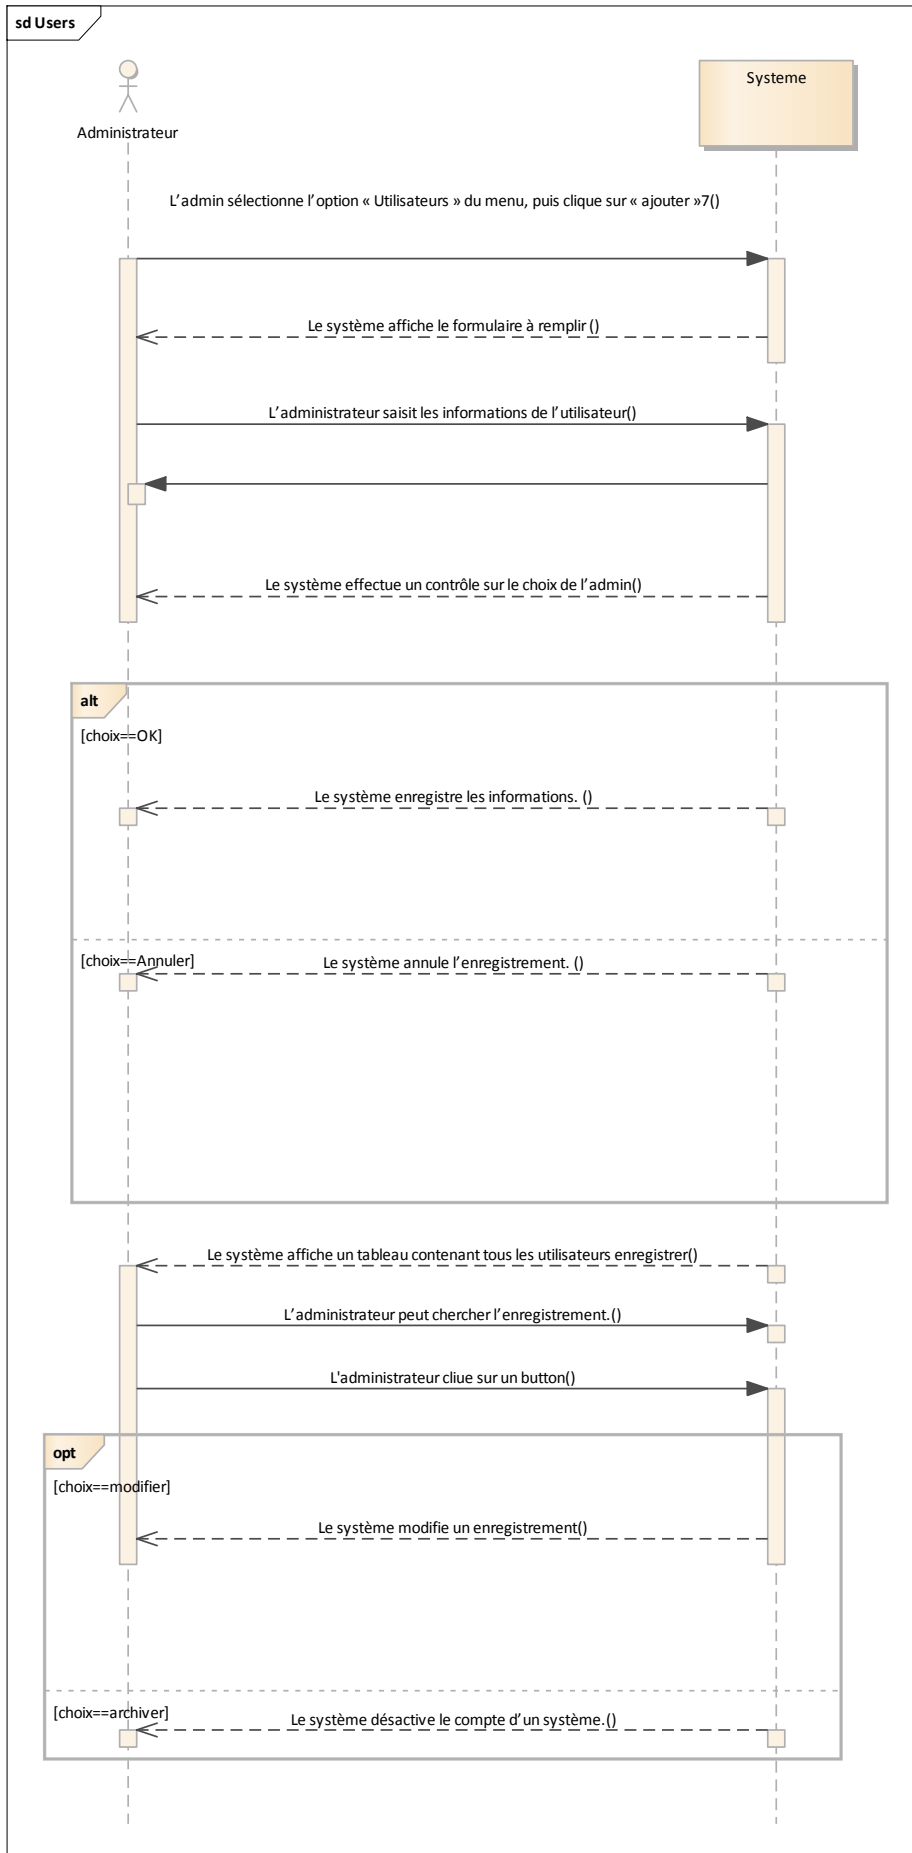 sd Users
Administrateur
Systeme
L'admin sélectionne l'option « Utilisateurs » du menu, puis clique sur « ajouter »7()
Le système affiche le formulaire à remplir ()
L'administrateur saisit les informations de l'utilisateur()
Le système effectue un contrôle sur le choix de l'admin()
alt
[choix==OK]
Le système enregistre les informations. ()
[choix==Annuler]
Le système annule l'enregistrement. ()
Le système affiche un tableau contenant tous les utilisateurs enregistrer()
L'administrateur peut chercher l'enregistrement.()
L'administrateur cliue sur un button()
opt
[choix==modifier]
Le système modifie un enregistrement()
[choix==archiver]
Le système désactive le compte d'un système.()